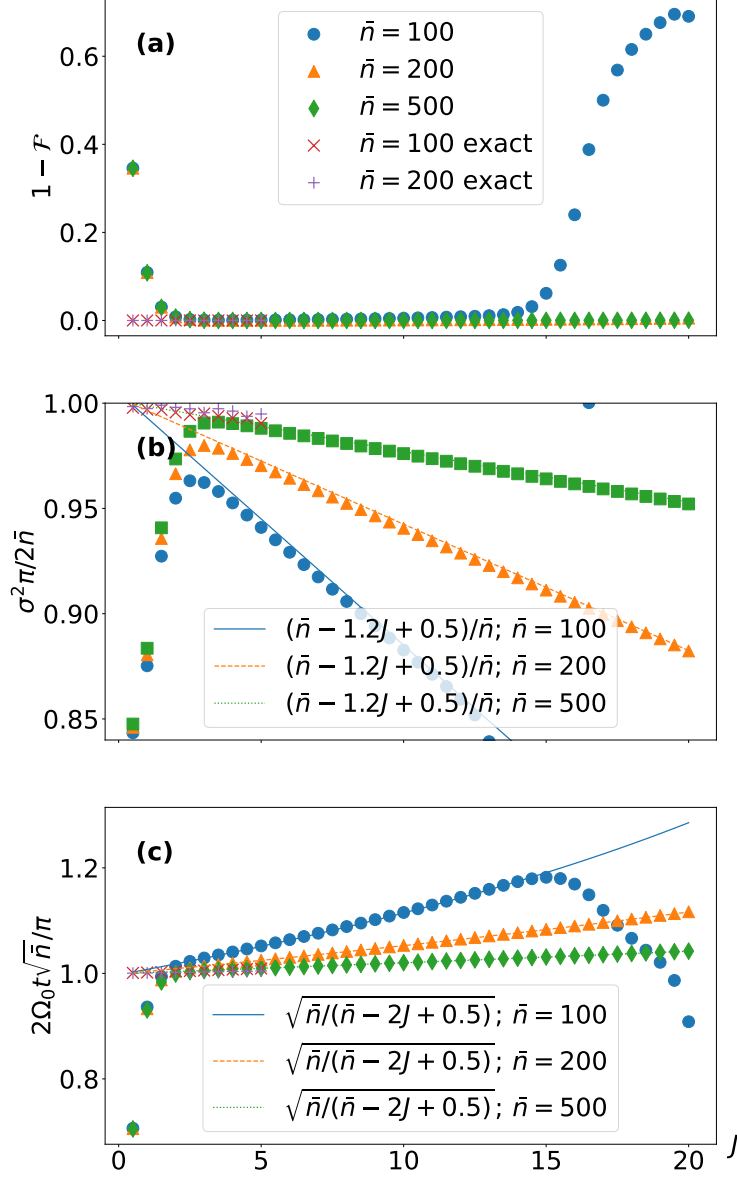 (a)
0.6
0.4
0.2
0.0
1 − ℱ
n̄ = 100
n̄ = 200
n̄ = 500
n̄ = 100 exact
n̄ = 200 exact
(b)
1.00
0.95
0.90
0.85
σ²π/2n̄
(n̄ − 1.2J + 0.5)/n̄; n̄ = 100
(n̄ − 1.2J + 0.5)/n̄; n̄ = 200
(n̄ − 1.2J + 0.5)/n̄; n̄ = 500
(c)
1.2
1.0
0.8
2Ω₀t√n̄/π
√n̄/(n̄ − 2J + 0.5); n̄ = 100
√n̄/(n̄ − 2J + 0.5); n̄ = 200
√n̄/(n̄ − 2J + 0.5); n̄ = 500
0 5 10 15 20 J